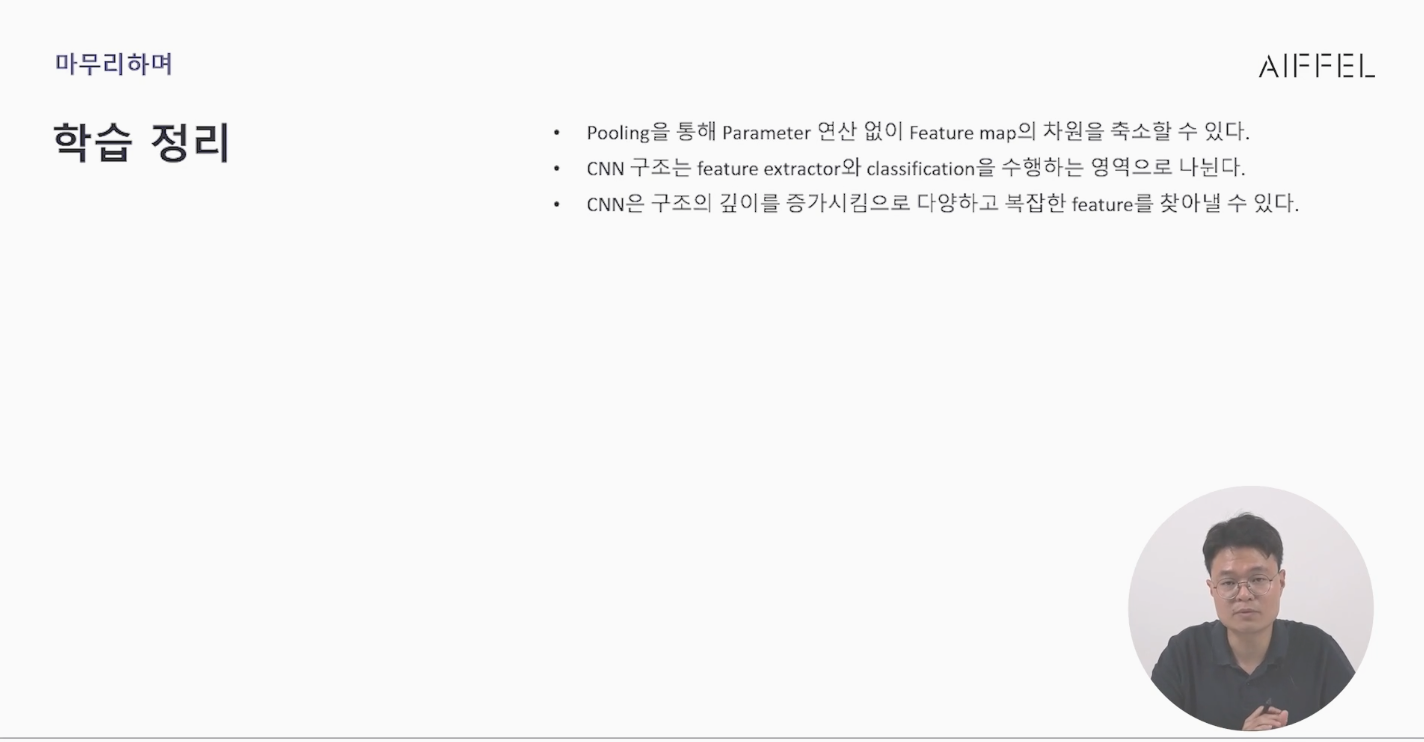 마무리하며
AIFFEL
학습 정리
• Pooling을 통해 Parameter 연산 없이 Feature map의 차원을 축소할 수 있다.
• CNN 구조는 feature extractor와 classification을 수행하는 영역으로 나뉜다.
• CNN은 구조의 깊이를 증가시킴으로 다양하고 복잡한 feature를 찾아낼 수 있다.